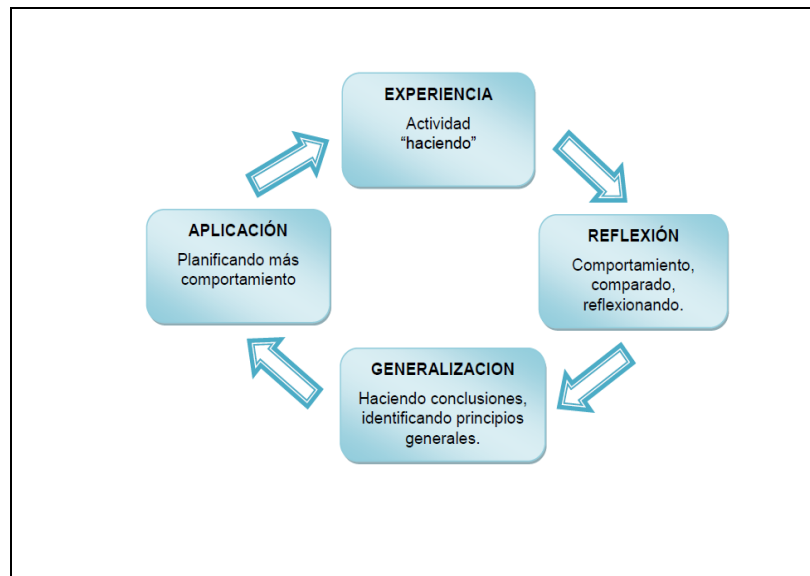 EXPERIENCIA
Actividad
“haciendo”
REFLEXIÓN
Comportamiento,
comparado,
reflexionando.
GENERALIZACION
Haciendo conclusiones,
identificando principios
generales.
APLICACIÓN
Planificando más
comportamiento